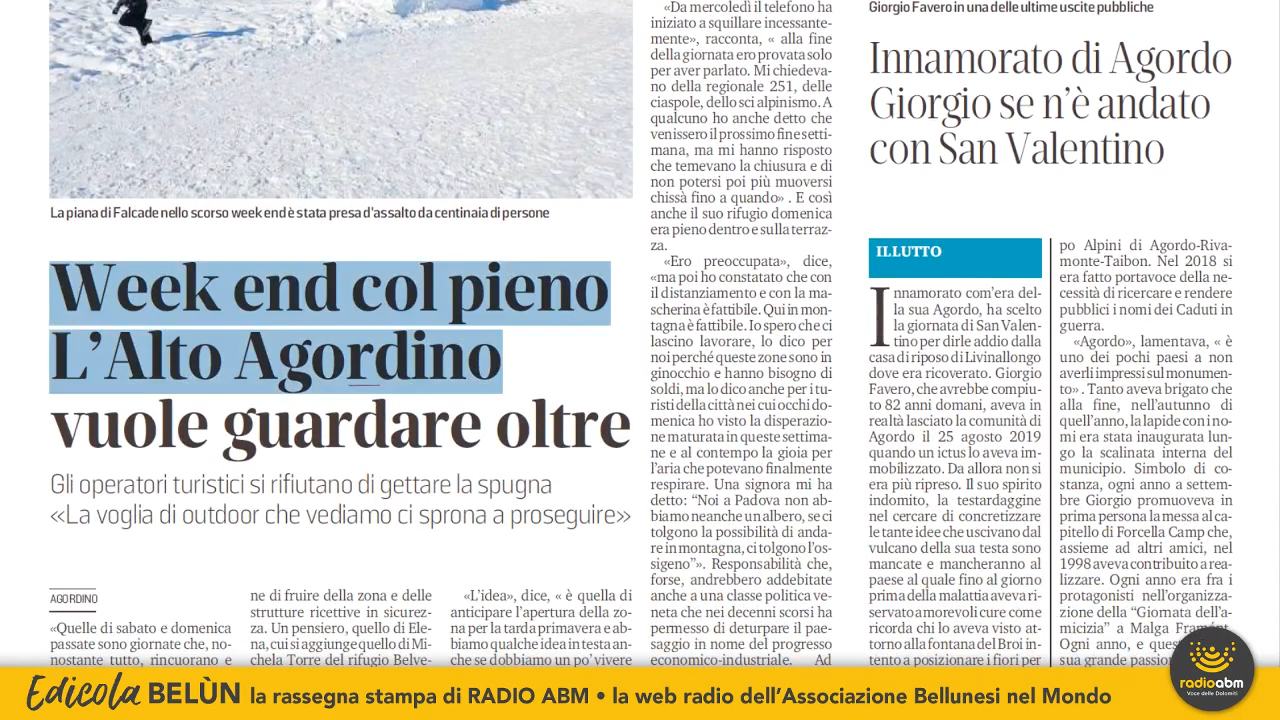 La piana di Falcade nello scorso week end è stata presa d'assalto da centinaia di persone
Week end col pieno
L'Alto Agordino
vuole guardare oltre
Gli operatori turistici si rifiutano di gettare la spugna
«La voglia di outdoor che vediamo ci sprona a proseguire»
AGORDINO
«Quelle di sabato e domenica
passate sono giornate che, no-
nostante tutto, rincuorano e
ne di fruire della zona e delle
strutture ricettive in sicurez-
za. Un pensiero, quello di Ele-
na, cui si aggiunge quello di Mi-
chela Torre del rifugio Belve-
«L'idea», dice, « è quella di
anticipare l'apertura della zo-
na per la tarda primavera e ab-
biamo qualche idea in testa an-
che se dobbiamo un po' vivere
«Da mercoledì il telefono ha
iniziato a squillare incessante-
mente», racconta, « alla fine
della giornata ero provata solo
per aver parlato. Mi chiedeva-
no della regionale 251, delle
ciaspole, dello sci alpinismo. A
qualcuno ho anche detto che
venissero il prossimo fine setti-
mana, ma mi hanno risposto
che temevano la chiusura e di
non potersi poi più muoversi
chissà fino a quando» . E così
anche il suo rifugio domenica
era pieno dentro e sulla terraz-
za.
«Ero preoccupata», dice,
«ma poi ho constatato che con
il distanziamento e con la ma-
scherina è fattibile. Qui in mon-
tagna è fattibile. Io spero che ci
lascino lavorare, lo dico per
noi perché queste zone sono in
ginocchio e hanno bisogno di
soldi, ma lo dico anche per i tu-
risti della città nei cui occhi do-
menica ho visto la disperazio-
ne maturata in queste settima-
ne e al contempo la gioia per
l'aria che potevano finalmente
respirare. Una signora mi ha
detto: “Noi a Padova non ab-
biamo neanche un albero, se ci
tolgono la possibilità di anda-
re in montagna, ci tolgono l'os-
sigeno”». Responsabilità che,
forse, andrebbero addebitate
anche a una classe politica ve-
neta che nei decenni scorsi ha
permesso di deturpare il pae-
saggio in nome del progresso
economico-industriale. Ad
Giorgio Favero in una delle ultime uscite pubbliche
Innamorato di Agordo
Giorgio se n'è andato
con San Valentino
IL LUTTO
Innamorato com'era del-
la sua Agordo, ha scelto
la giornata di San Valen-
tino per dirle addio dalla
casa di riposo di Livinallongo
dove era ricoverato. Giorgio
Favero, che avrebbe compiu-
to 82 anni domani, aveva in
realtà lasciato la comunità di
Agordo il 25 agosto 2019
quando un ictus lo aveva im-
mobilizzato. Da allora non si
era più ripreso. Il suo spirito
indomito, la testardaggine
nel cercare di concretizzare
le tante idee che uscivano dal
vulcano della sua testa sono
mancate e mancheranno al
paese al quale fino al giorno
prima della malattia aveva ri-
servato amorevoli cure come
ricorda chi lo aveva visto at-
torno alla fontana del Broi in-
tento a posizionare i fiori per
po Alpini di Agordo-Riva-
monte-Taibon. Nel 2018 si
era fatto portavoce della ne-
cessità di ricercare e rendere
pubblici i nomi dei Caduti in
guerra.
«Agordo», lamentava, « è
uno dei pochi paesi a non
averli impressi sul monumen-
to» . Tanto aveva brigato che
alla fine, nell'autunno di
quell'anno, la lapide con i no-
mi era stata inaugurata lun-
go la scalinata interna del
municipio. Simbolo di co-
stanza, ogni anno a settem-
bre Giorgio promuoveva in
prima persona la messa al ca-
pitello di Forcella Camp che,
assieme ad altri amici, nel
1998 aveva contribuito a rea-
lizzare. Ogni anno era fra i
protagonisti nell'organizza-
zione della “Giornata dell'a-
micizia” a Malga
Ogni anno, e
sua grande
Edicola BELÙN la rassegna stampa di RADIO ABM • la web radio dell'Associazione Bellunesi nel Mondo
radioabm
Voce delle Dolomiti